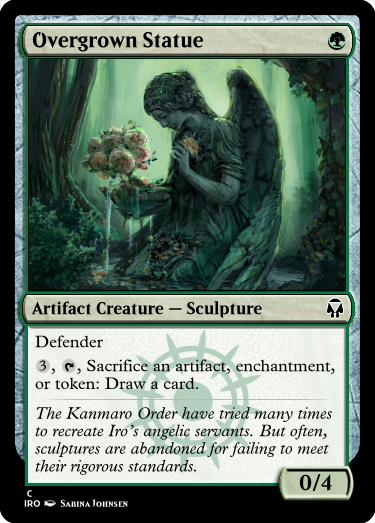 Overgrown Statue
Artifact Creature — Sculpture
Defender
3, , Sacrifice an artifact, enchantment,
or token: Draw a card.
The Kanmaro Order have tried many times
to recreate Iro's angelic servants. But often,
sculptures are abandoned for failing to meet
their rigorous standards.
0/4
C
IRO Sabina Johnsen